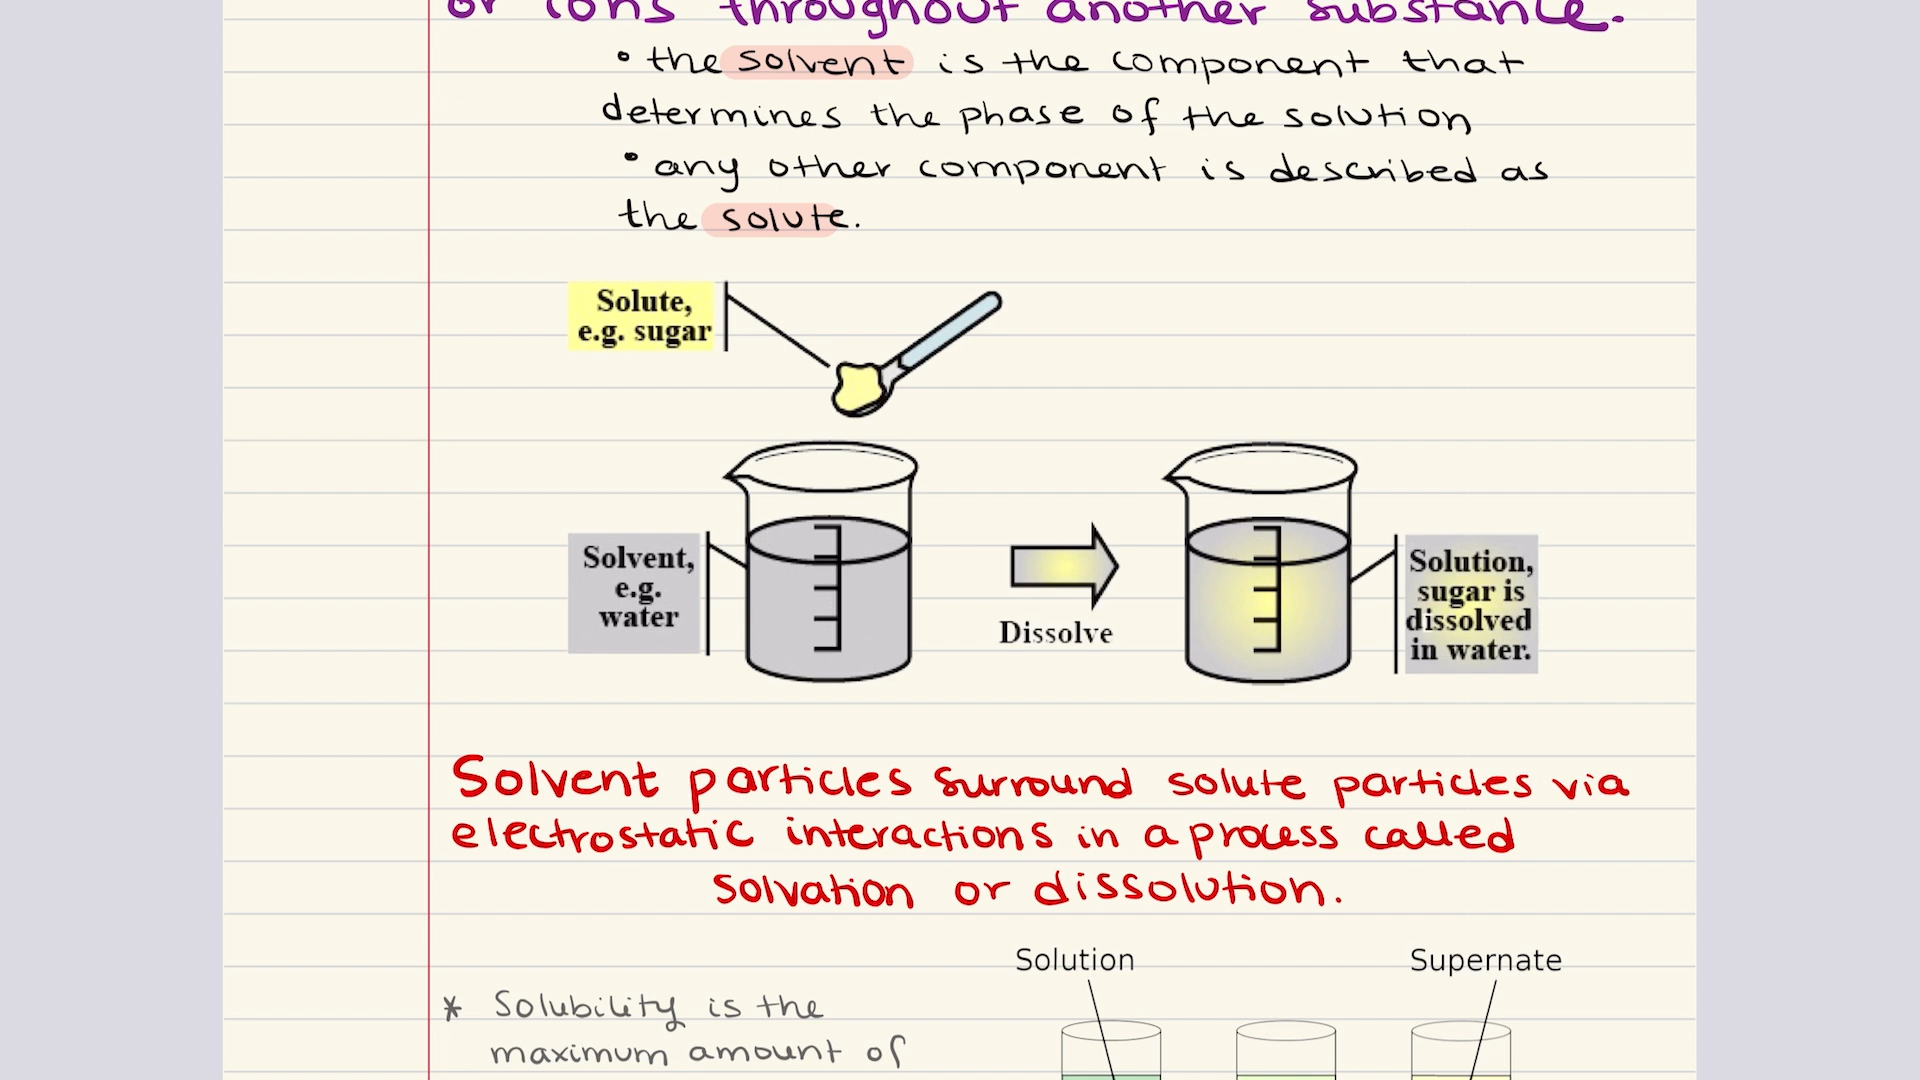 or ions throughout another substance.
• the solvent is the component that
determines the phase of the solution
• any other component is described as
the solute.
Solute,
e.g. sugar
Solvent,
e.g.
water
Dissolve
Solution,
sugar is
dissolved
in water.
Solvent particles surround solute particles via
electrostatic interactions in a process called
solvation or dissolution.
Solution
Supernate
* Solubility is the
maximum amount of